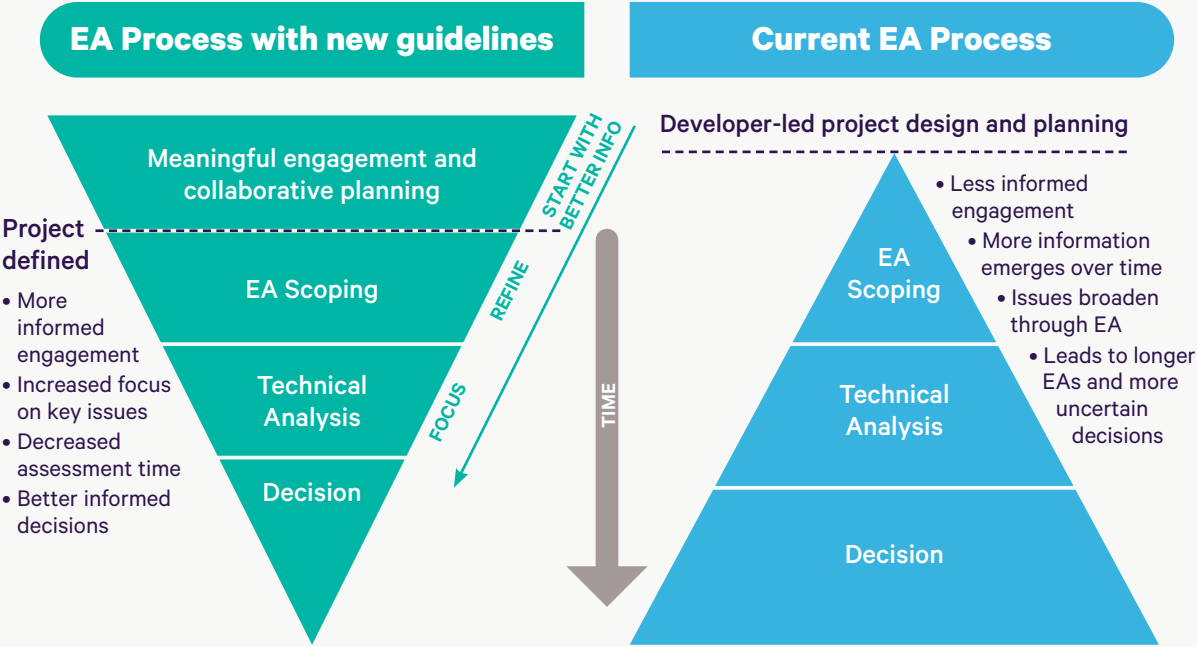 EA Process with new guidelines
Meaningful engagement and
collaborative planning
START WITH
BETTER INFO
REFINE
FOCUS
Project
defined
• More
informed
engagement
• Increased focus
on key issues
• Decreased
assessment time
• Better informed
decisions
EA Scoping
Technical
Analysis
Decision
TIME
Current EA Process
Developer-led project design and planning
EA
Scoping
Technical
Analysis
Decision
• Less informed
engagement
• More information
emerges over time
• Issues broaden
through EA
• Leads to longer
EAs and more
uncertain
decisions